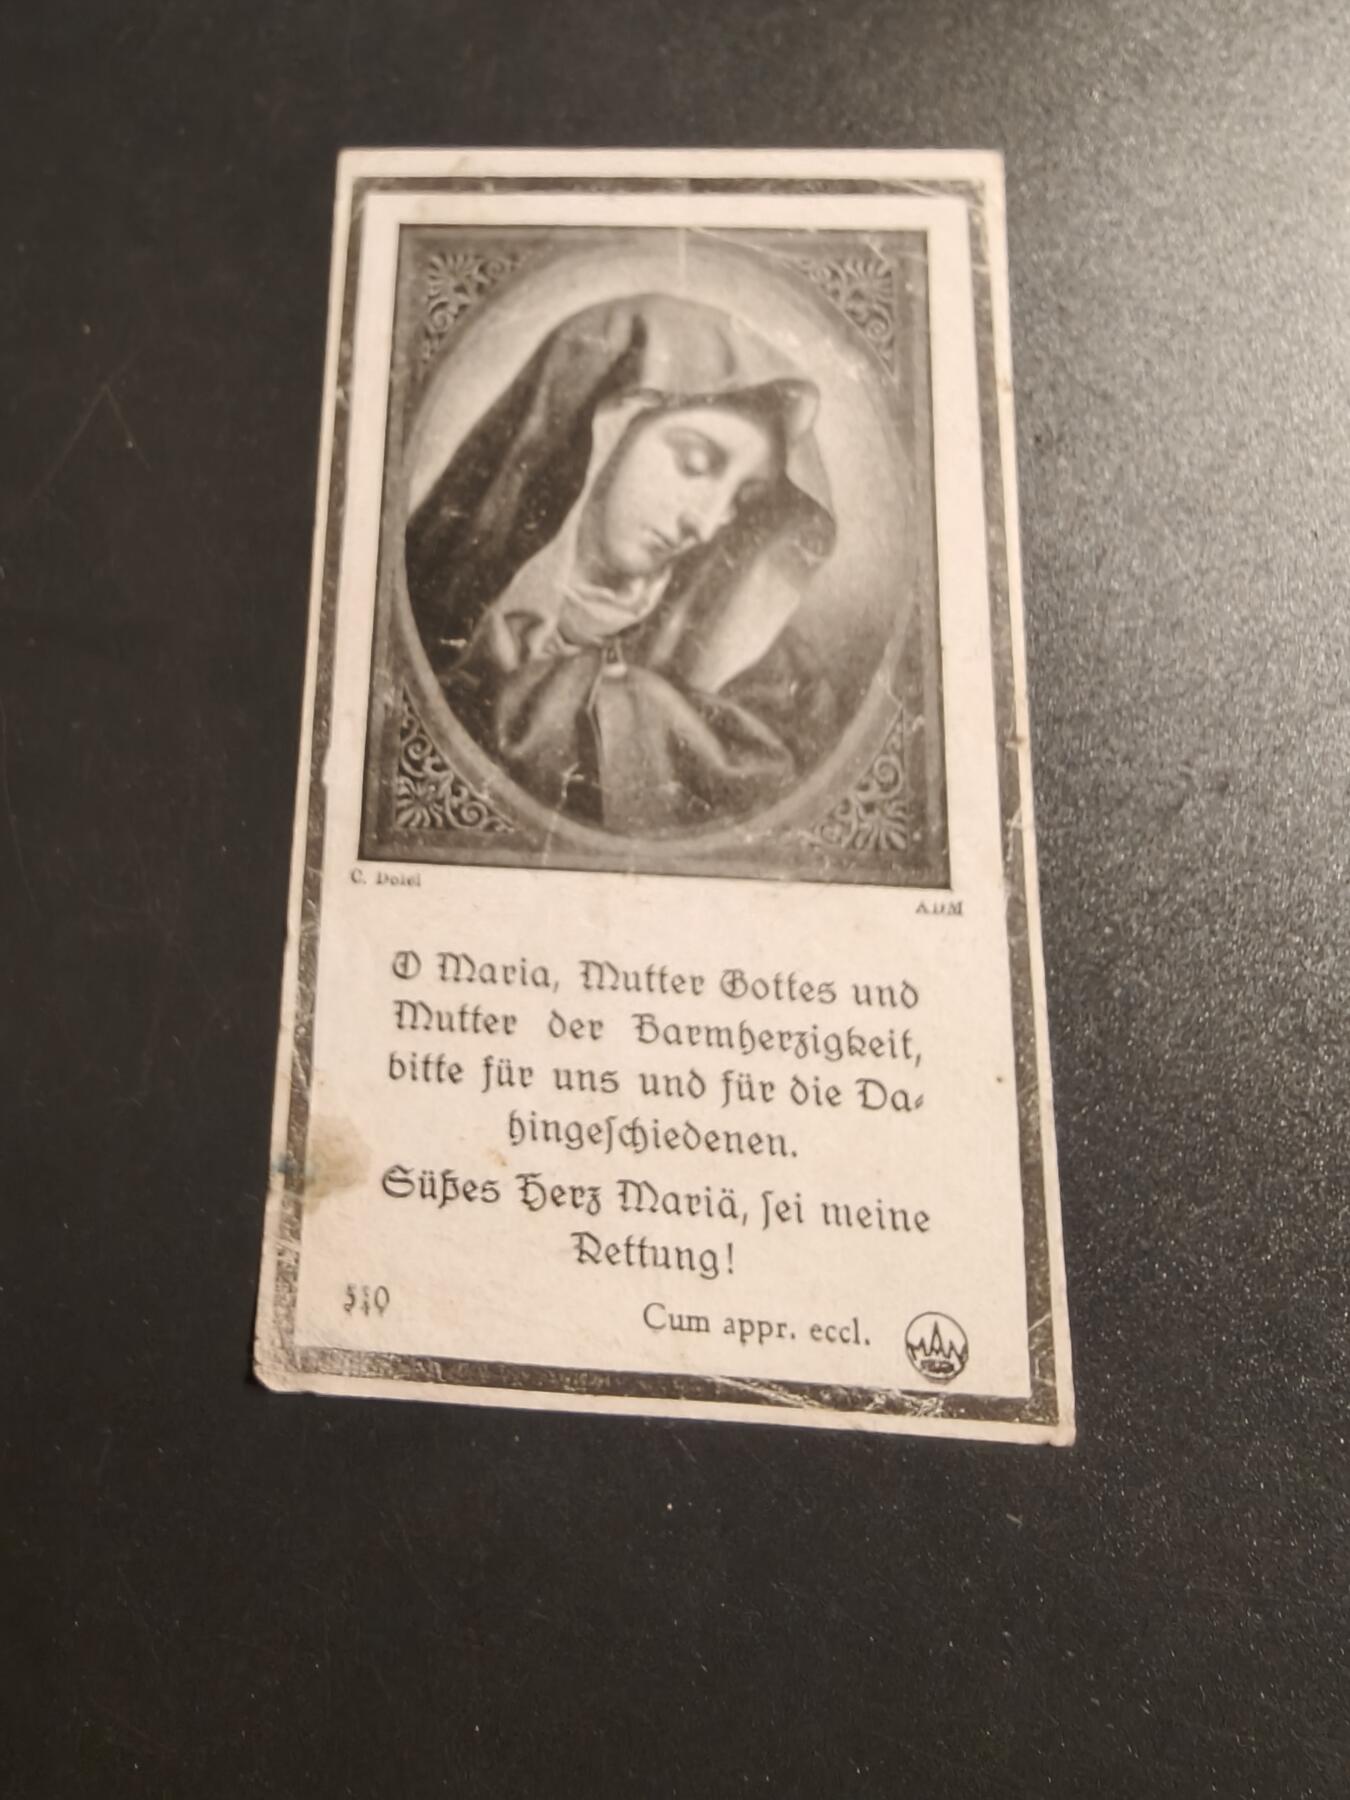 C. Dolci
ADM
O Maria, Mutter Gottes und
Mutter der Barmherzigkeit,
bitte für uns und für die Da⸗
hingeſchiedenen.
Süßes Herz Mariä, ſei meine
Rettung!
Cum appr. eccl.
MAN